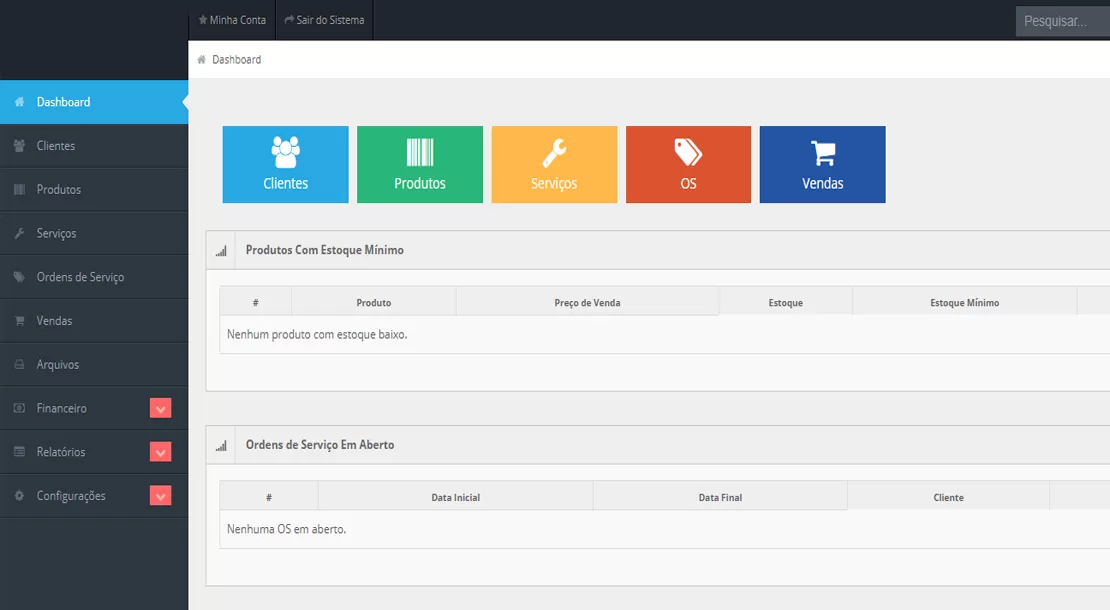 Minha Conta
Sair do Sistema
Pesquisar...
Dashboard
Dashboard
Clientes
Produtos
Serviços
Ordens de Serviço
Vendas
Arquivos
Financeiro
Relatórios
Configurações
Clientes
Produtos
Serviços
OS
Vendas
Produtos Com Estoque Mínimo
# Produto Preço de Venda Estoque Estoque Mínimo
Nenhum produto com estoque baixo.
Ordens de Serviço Em Aberto
# Data Inicial Data Final Cliente
Nenhuma OS em aberto.